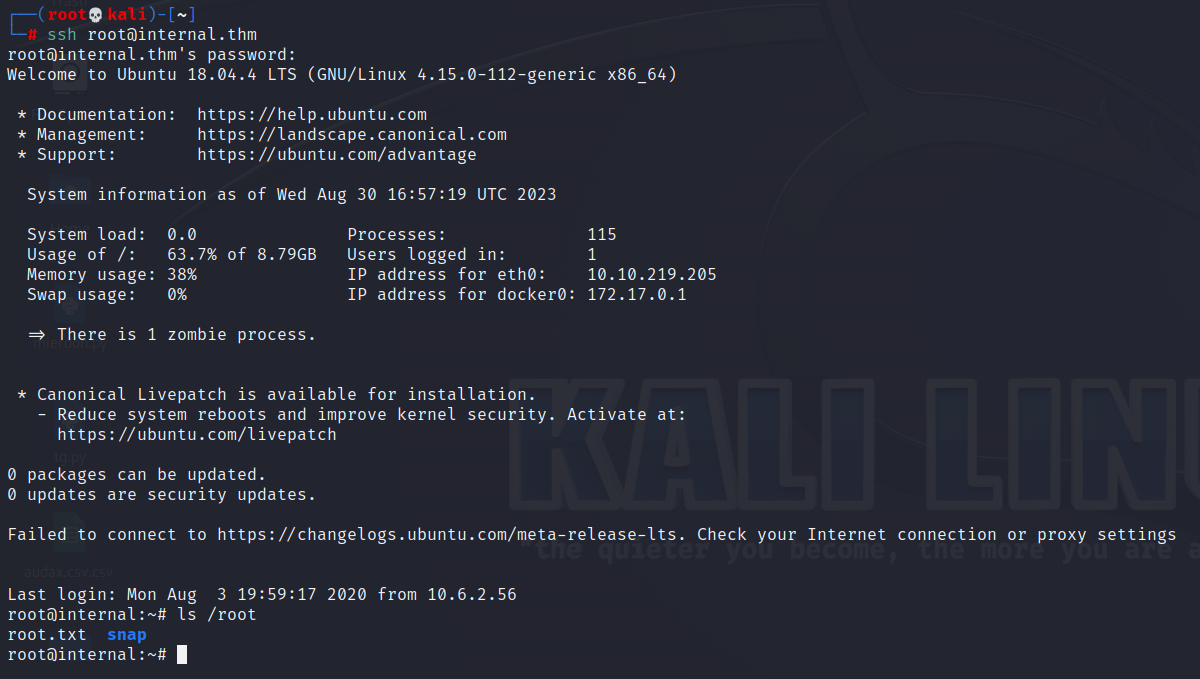 ┌──(root💀kali)-[~]
└─# ssh root@internal.thm
root@internal.thm's password:
Welcome to Ubuntu 18.04.4 LTS (GNU/Linux 4.15.0-112-generic x86_64)
* Documentation:  https://help.ubuntu.com
* Management:     https://landscape.canonical.com
* Support:        https://ubuntu.com/advantage
System information as of Wed Aug 30 16:57:19 UTC 2023
System load:  0.0               Processes:              115
Usage of /:   63.7% of 8.79GB   Users logged in:        1
Memory usage: 38%               IP address for eth0:    10.10.219.205
Swap usage:   0%                IP address for docker0: 172.17.0.1
=> There is 1 zombie process.
* Canonical Livepatch is available for installation.
- Reduce system reboots and improve kernel security. Activate at:
https://ubuntu.com/livepatch
KALI LINU
tg.py
0 packages can be updated.
0 updates are security updates.
Failed to connect to https://changelogs.ubuntu.com/meta-release-lts. Check your Internet connection or proxy settings
"the quieter you become, the more you are a
audax.csv.csv
Last login: Mon Aug  3 19:59:17 2020 from 10.6.2.56
root@internal:~# ls /root
root.txt  snap
root@internal:~#